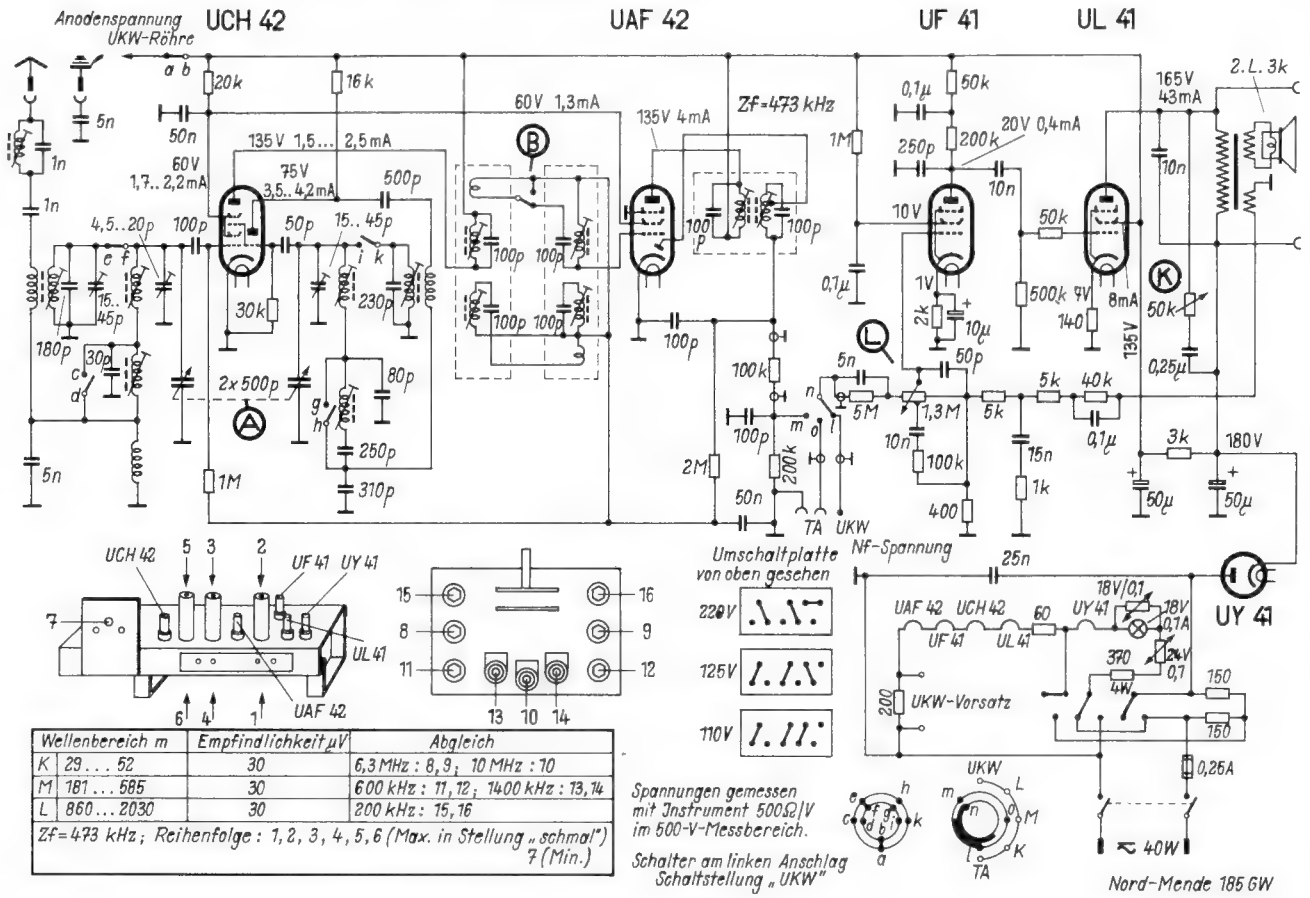 Anodenspannung
UKW-Röhre
UCH 42
UAF 42
UF 41
UL 41
a b
20k
16k
5n
50n
1n
1n
60V 1,3mA
135V 1,5... 2,5mA
60V
1,7..2,2mA
75V
3,5..4,2mA
500p
B
135V 4mA
Zf=473 kHz
1M
0,1µ
50k
200k
250p
20V 0,4mA
10n
165V
43mA
2.L. 3k
10n
4,5..20p
100p
50p
15..45p
e f
i k
230p
100p
100p
100p
100p
100p
100p
10V
0,1µ
50k
500k
K
50k
180p
15..
45p
30p
c
d
30k
2x500p
A
g
h
80p
250p
310p
5n
1M
100p
100k
2M
100p
200k
50n
m
n
o
l
TA
UKW
5n
5M
L
1,3M
1V
2k
+
10µ
50p
10n
100k
400
5k
15n
1k
5k
40k
0,1µ
9V
140
8mA
135V
0,25µ
3k
180V
+
50µ
+
50µ
UCH 42
5 3 2
UF 41
UY 41
7
UL 41
UAF 42
6 4 1
15
8
11
16
9
12
13 10 14
Umschaltplatte
von oben gesehen
220V
125V
110V
Nf-Spannung
25n
UAF 42
UF 41
UCH 42
UL 41
60
UY 41
18V/0,1
18V
0,1A
24V
0,1
370
4W
UY 41
200
UKW-Vorsatz
150
150
0,25A
40W
Wellenbereich m Empfindlichkeit µV Abgleich
K 29...52 30 6,3 MHz : 8,9; 10 MHz : 10
M 181...585 30 600 kHz : 11,12; 1400 kHz : 13,14
L 860...2030 30 200 kHz : 15,16
Zf=473 kHz; Reihenfolge : 1, 2, 3, 4, 5, 6 (Max. in Stellung „schmal")
7 (Min.)
Spannungen gemessen
mit Instrument 500Ω/V
im 500-V-Messbereich.
Schalter am linken Anschlag
Schaltstellung „UKW"
e h
f g
c d i k
b
a
UKW
L
m
n
o
M
l
K
TA
Nord-Mende 185 GW